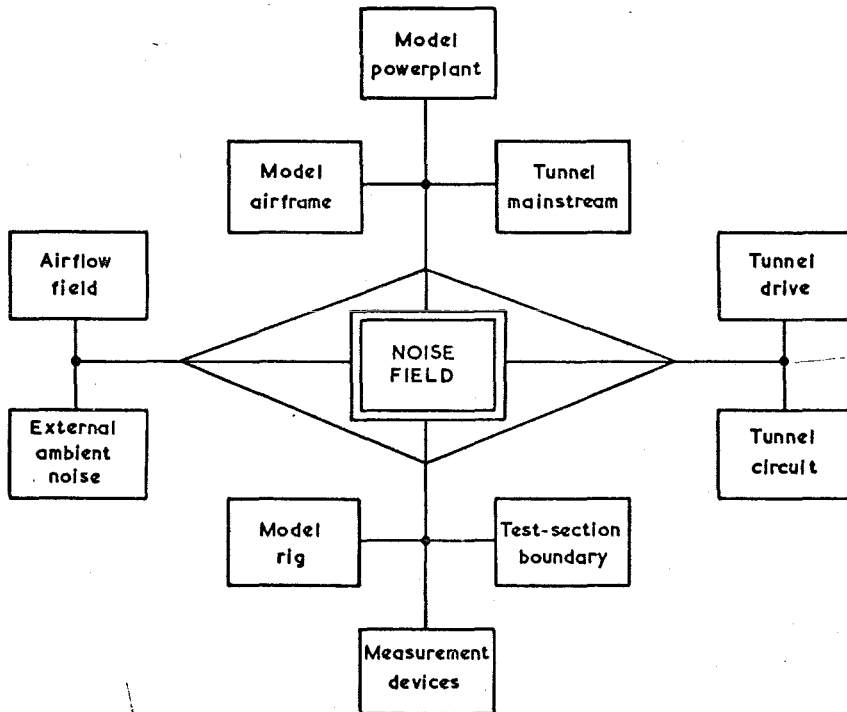 Model
powerplant
Model
airframe
Tunnel
mainstream
Airflow
field
Tunnel
drive
NOISE
FIELD
External
ambient
noise
Tunnel
circuit
Model
rig
Test-section
boundary
Measurement
devices